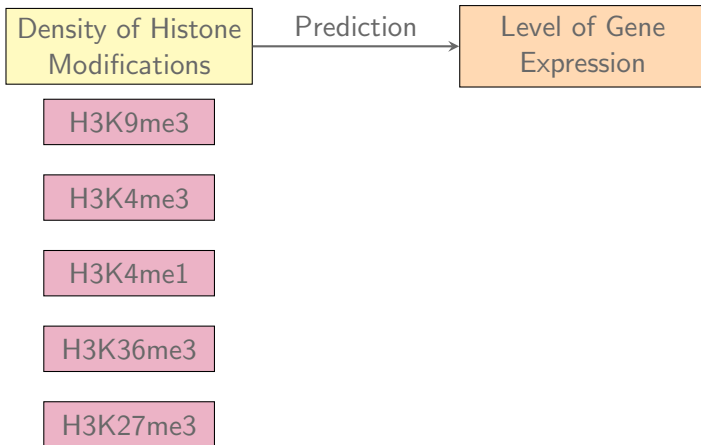 Density of Histone
Modifications
Prediction
Level of Gene
Expression
H3K9me3
H3K4me3
H3K4me1
H3K36me3
H3K27me3